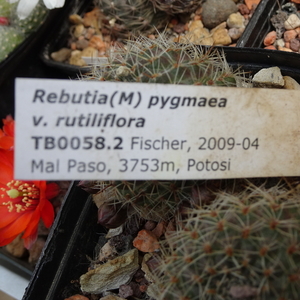 Rebutia(M) pygmaea
v. rutiliflora
TB0058.2 Fischer, 2009-04
Mal Paso, 3753m, Potosi